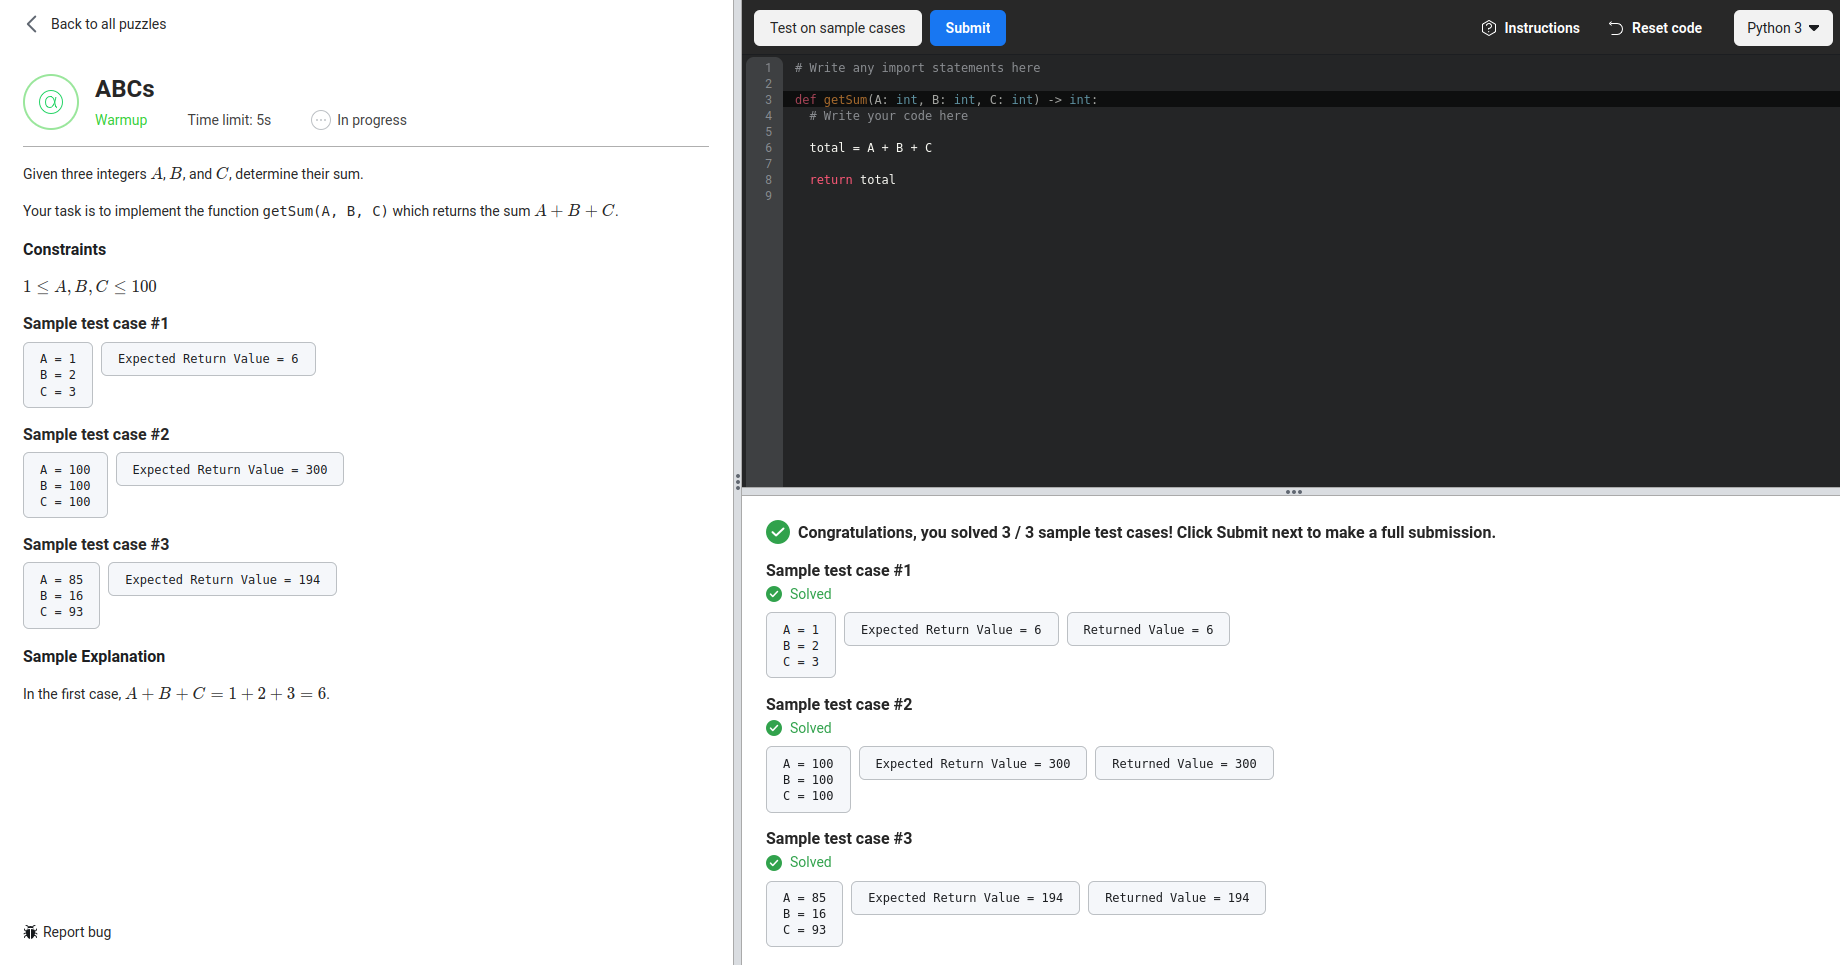 Back to all puzzles
ABCs
Warmup Time limit: 5s In progress
Given three integers A, B, and C, determine their sum.
Your task is to implement the function getSum(A, B, C) which returns the sum A + B + C.
Constraints
1 ≤ A, B, C ≤ 100
Sample test case #1
A = 1
B = 2
C = 3
Expected Return Value = 6
Sample test case #2
A = 100
B = 100
C = 100
Expected Return Value = 300
Sample test case #3
A = 85
B = 16
C = 93
Expected Return Value = 194
Sample Explanation
In the first case, A + B + C = 1 + 2 + 3 = 6.
Report bug
Test on sample cases Submit Instructions Reset code Python 3
1 # Write any import statements here
2
3 def getSum(A: int, B: int, C: int) -> int:
4 # Write your code here
5
6 total = A + B + C
7
8 return total
9
Congratulations, you solved 3 / 3 sample test cases! Click Submit next to make a full submission.
Sample test case #1
Solved
A = 1
B = 2
C = 3
Expected Return Value = 6
Returned Value = 6
Sample test case #2
Solved
A = 100
B = 100
C = 100
Expected Return Value = 300
Returned Value = 300
Sample test case #3
Solved
A = 85
B = 16
C = 93
Expected Return Value = 194
Returned Value = 194